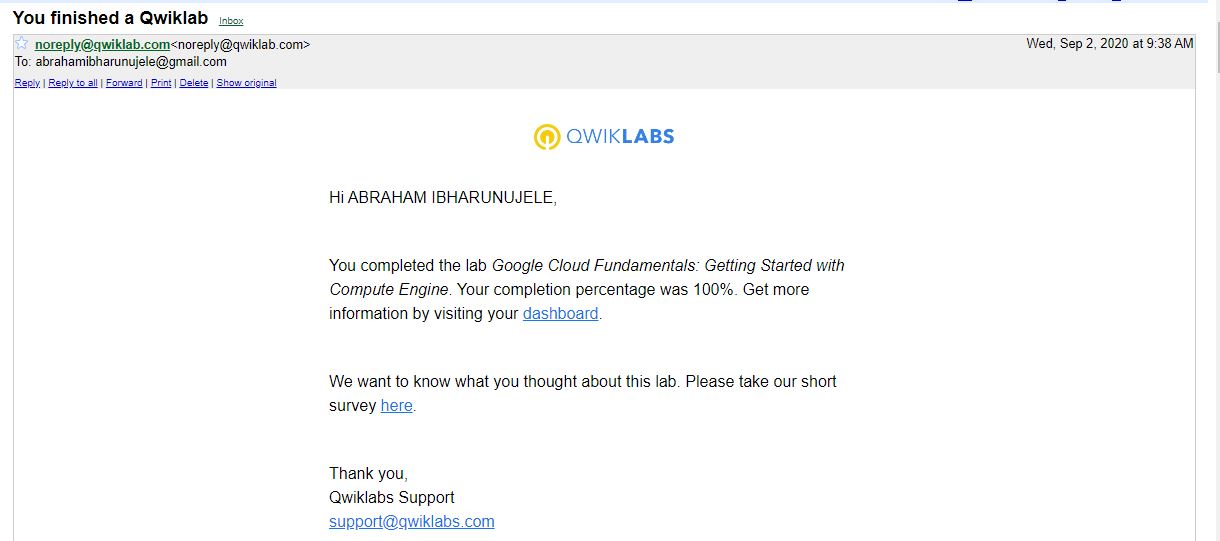 You finished a Qwiklab Inbox
noreply@qwiklab.com<noreply@qwiklab.com> Wed, Sep 2, 2020 at 9:38 AM
To: abrahamibharunujele@gmail.com
Reply | Reply to all | Forward | Print | Delete | Show original
QWIKLABS
Hi ABRAHAM IBHARUNUJELE,
You completed the lab Google Cloud Fundamentals: Getting Started with
Compute Engine. Your completion percentage was 100%. Get more
information by visiting your dashboard.
We want to know what you thought about this lab. Please take our short
survey here.
Thank you,
Qwiklabs Support
support@qwiklabs.com